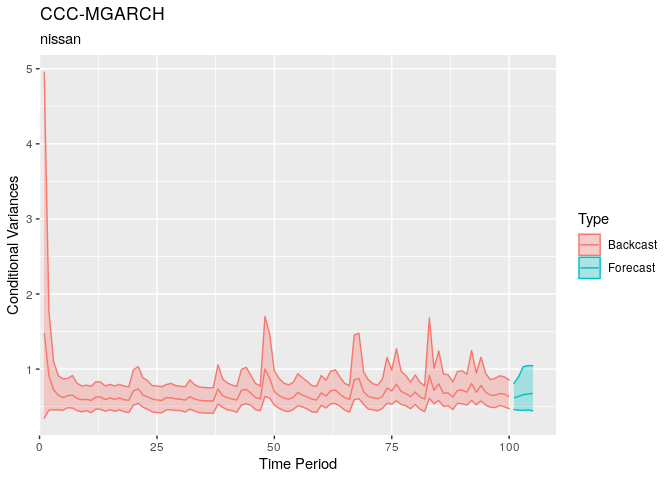 CCC-MGARCH
nissan
5
4
3
2
1
0
25
50
75
100
Conditional Variances
Time Period
Type
Backcast
Forecast